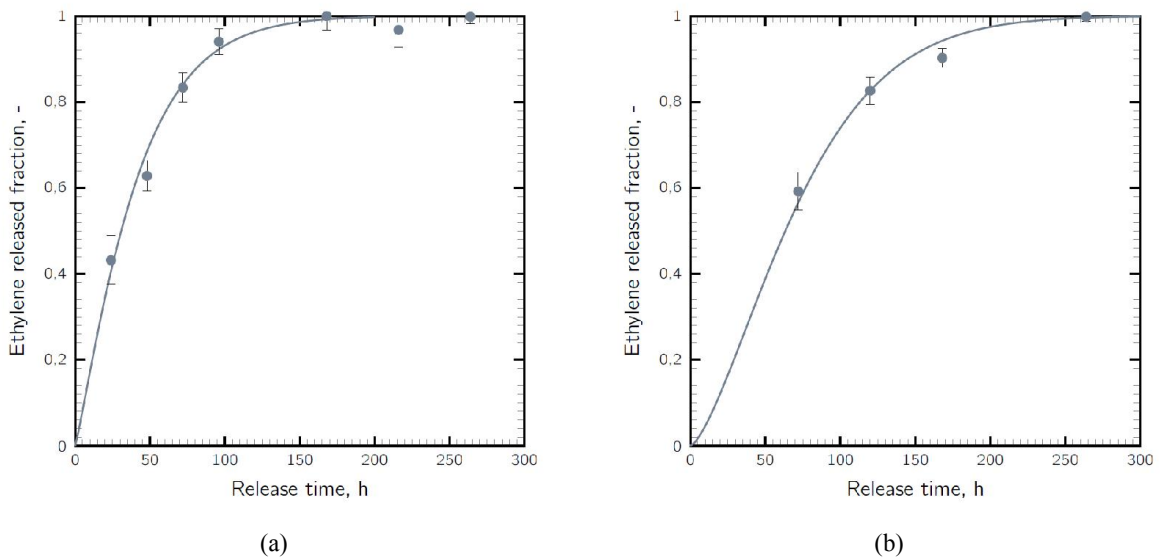 1
0,8
0,6
0,4
0,2
0
0 50 100 150 200 250 300
Ethylene released fraction, -
Release time, h
(a)
1
0,8
0,6
0,4
0,2
0
0 50 100 150 200 250 300
Ethylene released fraction, -
Release time, h
(b)